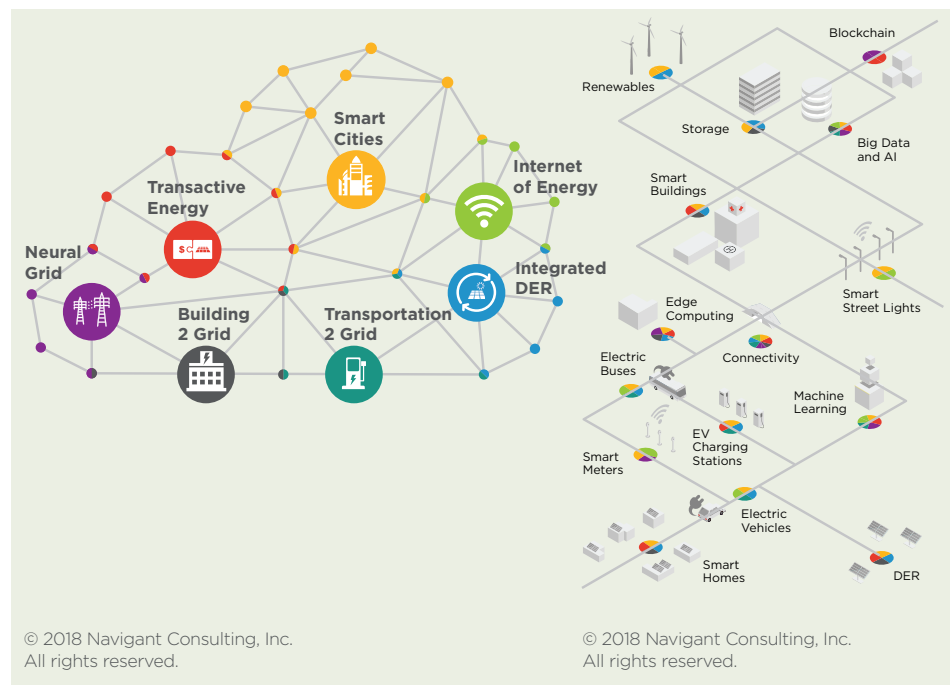 Smart
Cities
Internet
of Energy
Transactive
Energy
Neural
Grid
Integrated
DER
Building
2 Grid
Transportation
2 Grid
$
© 2018 Navigant Consulting, Inc.
All rights reserved.
Blockchain
Renewables
Storage
Big Data
and AI
Smart
Buildings
Smart
Street Lights
Edge
Computing
Connectivity
Electric
Buses
Machine
Learning
EV
Charging
Stations
Smart
Meters
Electric
Vehicles
Smart
Homes
DER
© 2018 Navigant Consulting, Inc.
All rights reserved.